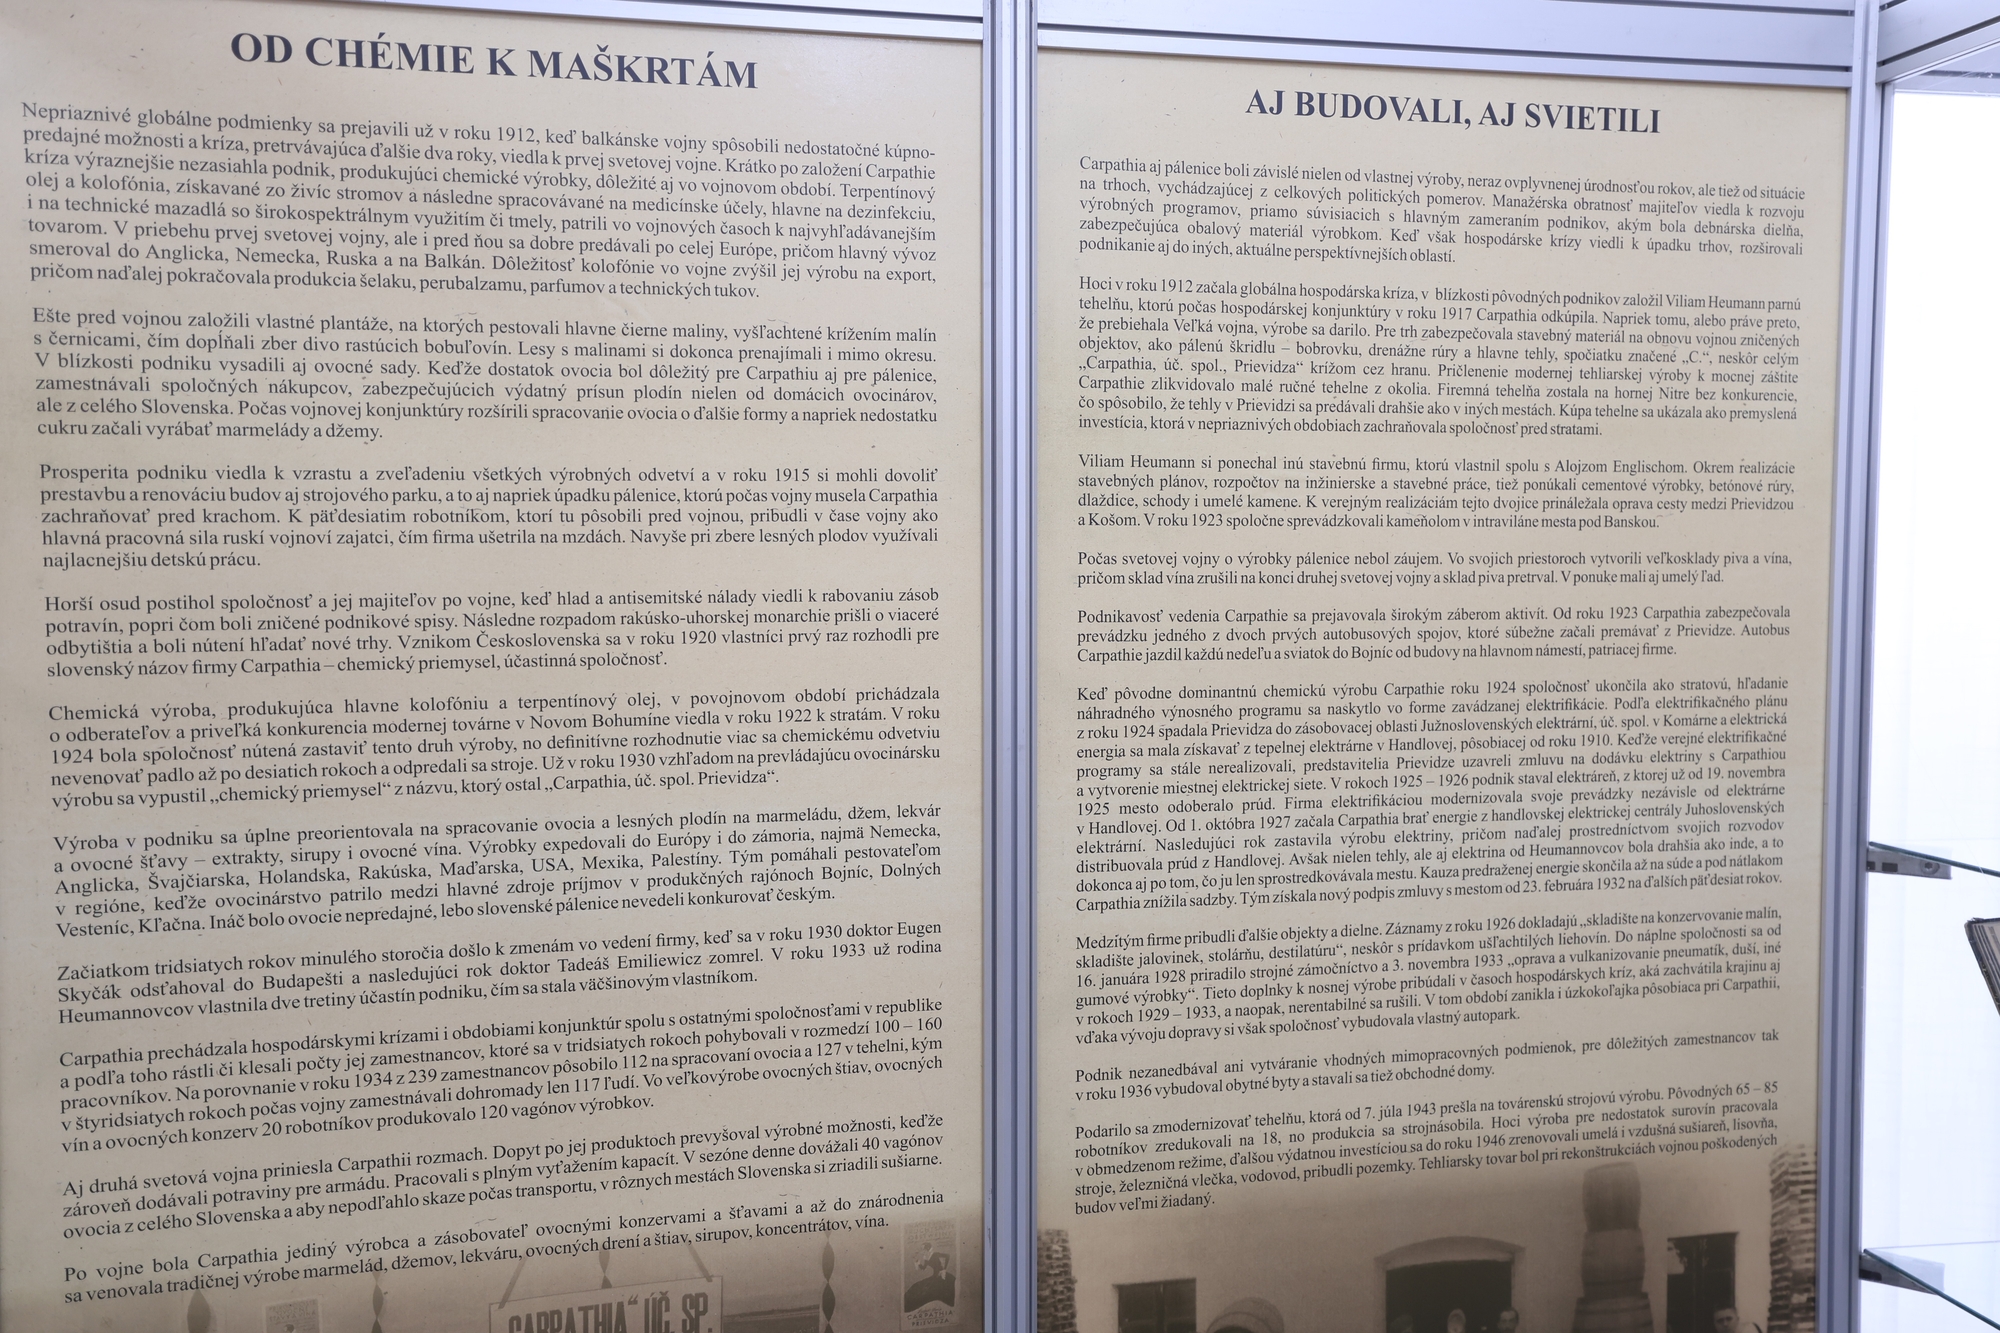 OD CHÉMIE K MAŠKRTÁM
Nepriaznivé globálne podmienky sa prejavili už v roku 1912, keď balkánske vojny spôsobili nedostatočné kúpno-
predajné možnosti a kríza, pretrvávajúca ďalšie dva roky, viedla k prvej svetovej vojne. Krátko po založení Carpathie
kríza výraznejšie nezasiahla podnik, produkujúci chemické výrobky, dôležité aj vo vojnovom období. Terpentínový
olej a kolofónia, získavané zo živíc stromov a následne spracovávané na medicínske účely, hlavne na dezinfekciu,
i na technické mazadlá so širokospektrálnym využitím či tmely, patrili vo vojnových časoch k najvyhľadávanejším
tovarom. V priebehu prvej svetovej vojny, ale i pred ňou sa dobre predávali po celej Európe, pričom hlavný vývoz
smeroval do Anglicka, Nemecka, Ruska a na Balkán. Dôležitosť kolofónie vo vojne zvýšil jej výrobu na export,
pričom naďalej pokračovala produkcia šelaku, perubalzamu, parfumov a technických tukov.
Ešte pred vojnou založili vlastné plantáže, na ktorých pestovali hlavne čierne maliny, vyšľachtené krížením malín
s černicami, čím dopĺňali zber divo rastúcich bobuľovín. Lesy s malinami si dokonca prenajímali i mimo okresu.
V blízkosti podniku vysadili aj ovocné sady. Keďže dostatok ovocia bol dôležitý pre Carpathiu aj pre pálenice,
zamestnávali spoločných nákupcov, zabezpečujúcich výdatný prísun plodín nielen od domácich ovocinárov,
ale z celého Slovenska. Počas vojnovej konjunktúry rozšírili spracovanie ovocia o ďalšie formy a napriek nedostatku
cukru začali vyrábať marmelády a džemy.
Prosperita podniku viedla k vzrastu a zveľadeniu všetkých výrobných odvetví a v roku 1915 si mohli dovoliť
prestavbu a renováciu budov aj strojového parku, a to aj napriek úpadku pálenice, ktorú počas vojny musela Carpathia
zachraňovať pred krachom. K päťdesiatim robotníkom, ktorí tu pôsobili pred vojnou, pribudli v čase vojny ako
hlavná pracovná sila ruskí vojnoví zajatci, čím firma ušetrila na mzdách. Navyše pri zbere lesných plodov využívali
najlacnejšiu detskú prácu.
Horší osud postihol spoločnosť a jej majiteľov po vojne, keď hlad a antisemitské nálady viedli k rabovaniu zásob
potravín, popri čom boli zničené podnikové spisy. Následne rozpadom rakúsko-uhorskej monarchie prišli o viaceré
odbytištia a boli nútení hľadať nové trhy. Vznikom Československa sa v roku 1920 vlastníci prvý raz rozhodli pre
slovenský názov firmy Carpathia – chemický priemysel, účastinná spoločnosť.
Chemická výroba, produkujúca hlavne kolofóniu a terpentínový olej, v povojnovom období prichádzala
o odberateľov a priveľká konkurencia modernej továrne v Novom Bohumíne viedla v roku 1922 k stratám. V roku
1924 bola spoločnosť nútená zastaviť tento druh výroby, no definitívne rozhodnutie viac sa chemickému odvetviu
nevenovať padlo až po desiatich rokoch a odpredali sa stroje. Už v roku 1930 vzhľadom na prevládajúcu ovocinársku
výrobu sa vypustil „chemický priemysel“ z názvu, ktorý ostal „Carpathia, úč. spol. Prievidza“.
Výroba v podniku sa úplne preorientovala na spracovanie ovocia a lesných plodín na marmeládu, džem, lekvár
a ovocné šťavy – extrakty, sirupy i ovocné vína. Výrobky expedovali do Európy i do zámoria, najmä Nemecka,
Anglicka, Švajčiarska, Holandska, Rakúska, Maďarska, USA, Mexika, Palestíny. Tým pomáhali pestovateľom
v regióne, keďže ovocinárstvo patrilo medzi hlavné zdroje príjmov v produkčných rajónoch Bojníc, Dolných
Vesteníc, Kľačna. Ináč bolo ovocie nepredajné, lebo slovenské pálenice nevedeli konkurovať českým.
Začiatkom tridsiatych rokov minulého storočia došlo k zmenám vo vedení firmy, keď sa v roku 1930 doktor Eugen
Skyčák odsťahoval do Budapešti a nasledujúci rok doktor Tadeáš Emiliewicz zomrel. V roku 1933 už rodina
Heumannovcov vlastnila dve tretiny účastín podniku, čím sa stala väčšinovým vlastníkom.
Carpathia prechádzala hospodárskymi krízami i obdobiami konjunktúr spolu s ostatnými spoločnosťami v republike
a podľa toho rástli či klesali počty jej zamestnancov, ktoré sa v tridsiatych rokoch pohybovali v rozmedzí 100 – 160
pracovníkov. Na porovnanie v roku 1934 z 239 zamestnancov pôsobilo 112 na spracovaní ovocia a 127 v tehelni, kým
v štyridsiatych rokoch počas vojny zamestnávali dohromady len 117 ľudí. Vo veľkovýrobe ovocných štiav, ovocných
vín a ovocných konzerv 20 robotníkov produkovalo 120 vagónov výrobkov.
Aj druhá svetová vojna priniesla Carpathii rozmach. Dopyt po jej produktoch prevyšoval výrobné možnosti, keďže
zároveň dodávali potraviny pre armádu. Pracovali s plným vyťažením kapacít. V sezóne denne dovážali 40 vagónov
ovocia z celého Slovenska a aby nepodľahlo skaze počas transportu, v rôznych mestách Slovenska si zriadili sušiarne.
Po vojne bola Carpathia jediný výrobca a zásobovateľ ovocnými konzervami a šťavami a až do znárodnenia
sa venovala tradičnej výrobe marmelád, džemov, lekváru, ovocných drení a štiav, sirupov, koncentrátov, vína.
CARPATHIA“ ÚČ. SP.
CARPATHIA
PRIEVIDZA
AJ BUDOVALI, AJ SVIETILI
Carpathia aj pálenice boli závislé nielen od vlastnej výroby, neraz ovplyvnenej úrodnosťou rokov, ale tiež od situácie
na trhoch, vychádzajúcej z celkových politických pomerov. Manažérska obratnosť majiteľov viedla k rozvoju
výrobných programov, priamo súvisiacich s hlavným zameraním podnikov, akým bola debnárska dielňa,
zabezpečujúca obalový materiál výrobkom. Keď však hospodárske krízy viedli k úpadku trhov, rozširovali
podnikanie aj do iných, aktuálne perspektívnejších oblastí.
Hoci v roku 1912 začala globálna hospodárska kríza, v blízkosti pôvodných podnikov založil Viliam Heumann parnú
tehelňu, ktorú počas hospodárskej konjunktúry v roku 1917 Carpathia odkúpila. Napriek tomu, alebo práve preto,
že prebiehala Veľká vojna, výrobe sa darilo. Pre trh zabezpečovala stavebný materiál na obnovu vojnou zničených
objektov, ako pálenú škridlu – bobrovku, drenážne rúry a hlavne tehly, spočiatku značené „C.“, neskôr celým
„Carpathia, úč. spol., Prievidza“ krížom cez hranu. Pričlenenie modernej tehliarskej výroby k mocnej záštite
Carpathie zlikvidovalo malé ručné tehelne z okolia. Firemná tehelňa zostala na hornej Nitre bez konkurencie,
čo spôsobilo, že tehly v Prievidzi sa predávali drahšie ako v iných mestách. Kúpa tehelne sa ukázala ako premyslená
investícia, ktorá v nepriaznivých obdobiach zachraňovala spoločnosť pred stratami.
Viliam Heumann si ponechal inú stavebnú firmu, ktorú vlastnil spolu s Alojzom Englischom. Okrem realizácie
stavebných plánov, rozpočtov na inžinierske a stavebné práce, tiež ponúkali cementové výrobky, betónové rúry,
dlaždice, schody i umelé kamene. K verejným realizáciám tejto dvojice prináležala oprava cesty medzi Prievidzou
a Košom. V roku 1923 spoločne sprevádzkovali kameňolom v intraviláne mesta pod Banskou.
Počas svetovej vojny o výrobky pálenice nebol záujem. Vo svojich priestoroch vytvorili veľkosklady piva a vína,
pričom sklad vína zrušili na konci druhej svetovej vojny a sklad piva pretrval. V ponuke mali aj umelý ľad.
Podnikavosť vedenia Carpathie sa prejavovala širokým záberom aktivít. Od roku 1923 Carpathia zabezpečovala
prevádzku jedného z dvoch prvých autobusových spojov, ktoré súbežne začali premávať z Prievidze. Autobus
Carpathie jazdil každú nedeľu a sviatok do Bojníc od budovy na hlavnom námestí, patriacej firme.
Keď pôvodne dominantnú chemickú výrobu Carpathie roku 1924 spoločnosť ukončila ako stratovú, hľadanie
náhradného výnosného programu sa naskytlo vo forme zavádzanej elektrifikácie. Podľa elektrifikačného plánu
z roku 1924 spadala Prievidza do zásobovacej oblasti Južnoslovenských elektrární, úč. spol. v Komárne a elektrická
energia sa mala získavať z tepelnej elektrárne v Handlovej, pôsobiacej od roku 1910. Keďže verejné elektrifikačné
programy sa stále nerealizovali, predstavitelia Prievidze uzavreli zmluvu na dodávku elektriny s Carpathiou
a vytvorenie miestnej elektrickej siete. V rokoch 1925 – 1926 podnik staval elektráreň, z ktorej už od 19. novembra
1925 mesto odoberalo prúd. Firma elektrifikáciou modernizovala svoje prevádzky nezávisle od elektrárne
v Handlovej. Od 1. októbra 1927 začala Carpathia brať energie z handlovskej elektrickej centrály Juhoslovenských
elektrární. Nasledujúci rok zastavila výrobu elektriny, pričom naďalej prostredníctvom svojich rozvodov
distribuovala prúd z Handlovej. Avšak nielen tehly, ale aj elektrina od Heumannovcov bola drahšia ako inde, a to
dokonca aj po tom, čo ju len sprostredkovávala mestu. Kauza predraženej energie skončila až na súde a pod nátlakom
Carpathia znížila sadzby. Tým získala nový podpis zmluvy s mestom od 23. februára 1932 na ďalších päťdesiat rokov.
Medzitým firme pribudli ďalšie objekty a dielne. Záznamy z roku 1926 dokladajú „skladište na konzervovanie malín,
skladište jalovinek, stolárňu, destilatúru“, neskôr s prídavkom ušľachtilých liehovín. Do náplne spoločnosti sa od
16. januára 1928 priradilo strojné zámočníctvo a 3. novembra 1933 „oprava a vulkanizovanie pneumatík, duší, iné
gumové výrobky“. Tieto doplnky k nosnej výrobe pribúdali v časoch hospodárskych kríz, aká zachvátila krajinu aj
v rokoch 1929 – 1933, a naopak, nerentabilné sa rušili. V tom období zanikla i úzkokoľajka pôsobiaca pri Carpathii,
vďaka vývoju dopravy si však spoločnosť vybudovala vlastný autopark.
Podnik nezanedbával ani vytváranie vhodných mimopracovných podmienok, pre dôležitých zamestnancov tak
v roku 1936 vybudoval obytné byty a stavali sa tiež obchodné domy.
Podarilo sa zmodernizovať tehelňu, ktorá od 7. júla 1943 prešla na továrenskú strojovú výrobu. Pôvodných 65 – 85
robotníkov zredukovali na 18, no produkcia sa strojnásobila. Hoci výroba pre nedostatok surovín pracovala
v obmedzenom režime, ďalšou výdatnou investíciou sa do roku 1946 zrenovovali umelá i vzdušná sušiareň, lisovňa,
stroje, železničná vlečka, vodovod, pribudli pozemky. Tehliarsky tovar bol pri rekonštrukciách vojnou poškodených
budov veľmi žiadaný.